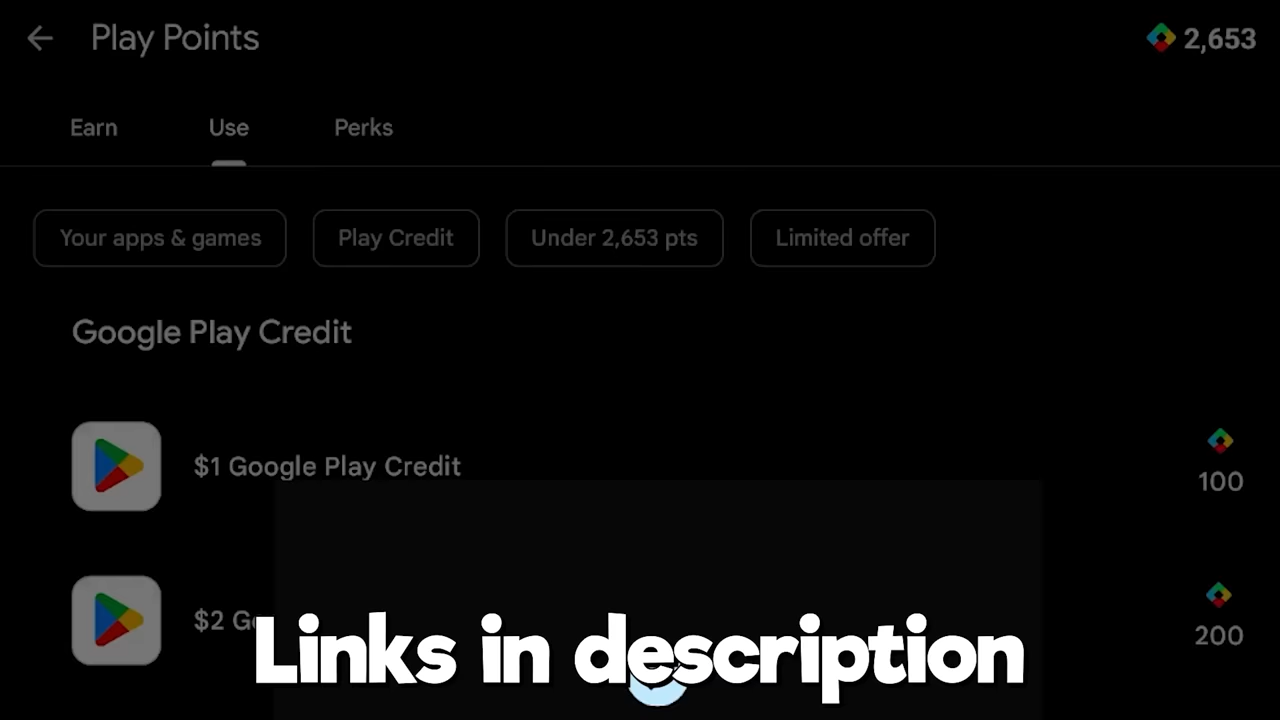 Play Points
2,653
Earn Use Perks
Your apps & games Play Credit Under 2,653 pts Limited offer
Google Play Credit
$1 Google Play Credit
100
$2 G
200
Links in description